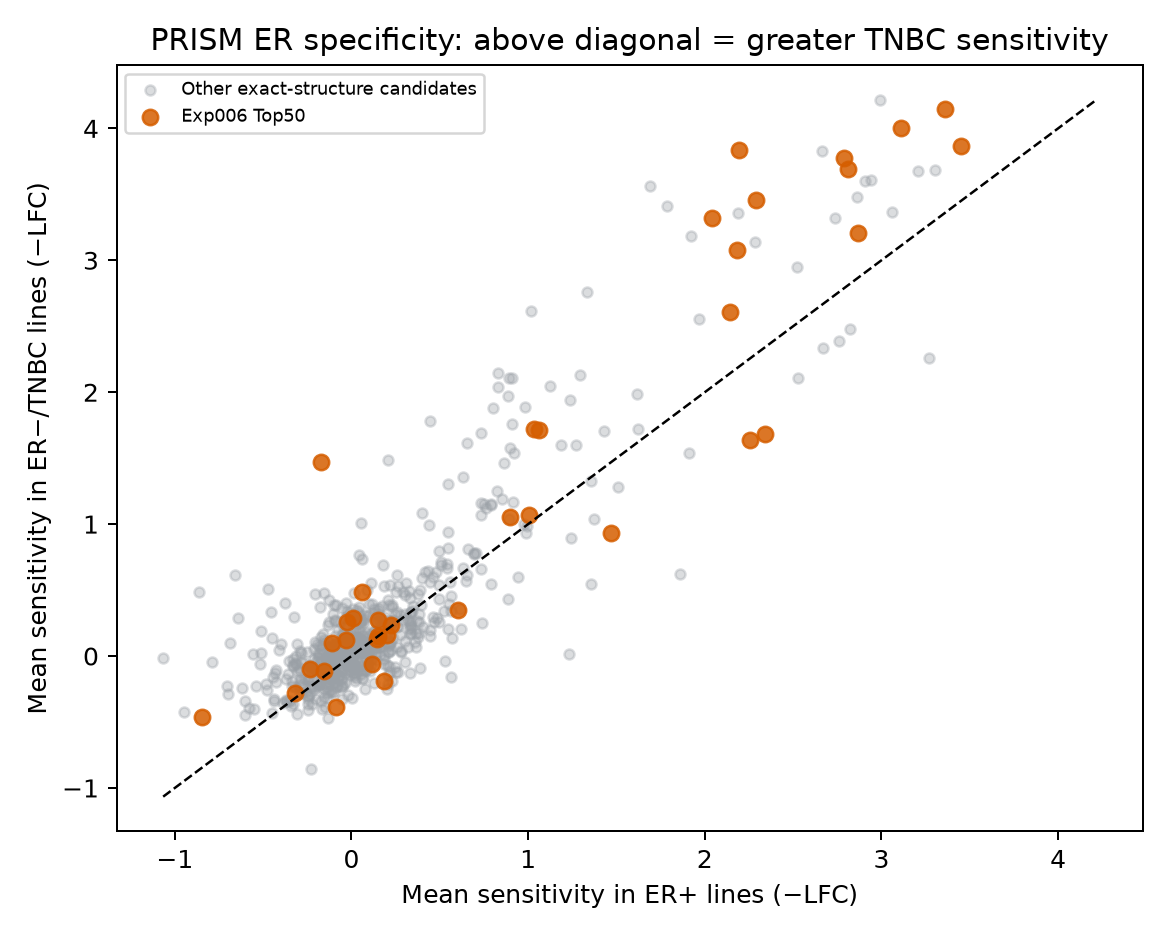 PRISM ER specificity: above diagonal = greater TNBC sensitivity
Other exact-structure candidates
Exp006 Top50
Mean sensitivity in ER−/TNBC lines (−LFC)
4
3
2
1
0
−1
−1
0
1
2
3
4
Mean sensitivity in ER+ lines (−LFC)